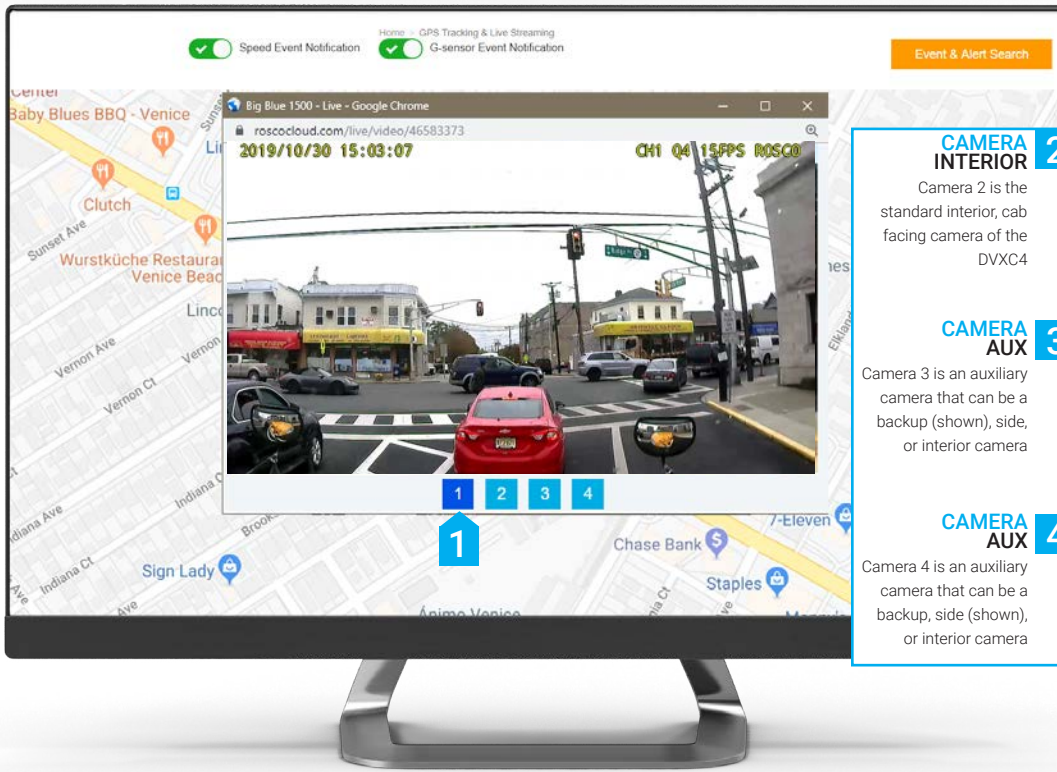 Home > GPS Tracking & Live Streaming
Speed Event Notification
G-sensor Event Notification
Event & Alert Search
Center
Baby Blues BBQ - Venice
Clutch
Sunset Ave
Wurstküche Restaurant
Venice Beac
Linco
Vernon Ave
Vernon
Vernon Ct
Indiana C
Indiana Ct
diana Ave
Ave
Ave
Sign Lady
Brook
Big Blue 1500 - Live - Google Chrome
roscocloud.com/live/video/46583373
2019/10/30 15:03:07
CH1 Q4 15FPS ROSCO
1 2 3 4
1
7-Eleven
Chase Bank
Staples
Ánimo Venice
Elkland
CAMERA 2
INTERIOR
Camera 2 is the
standard interior, cab
facing camera of the
DVXC4
CAMERA 3
AUX
Camera 3 is an auxiliary
camera that can be a
backup (shown), side,
or interior camera
CAMERA 4
AUX
Camera 4 is an auxiliary
camera that can be a
backup, side (shown),
or interior camera